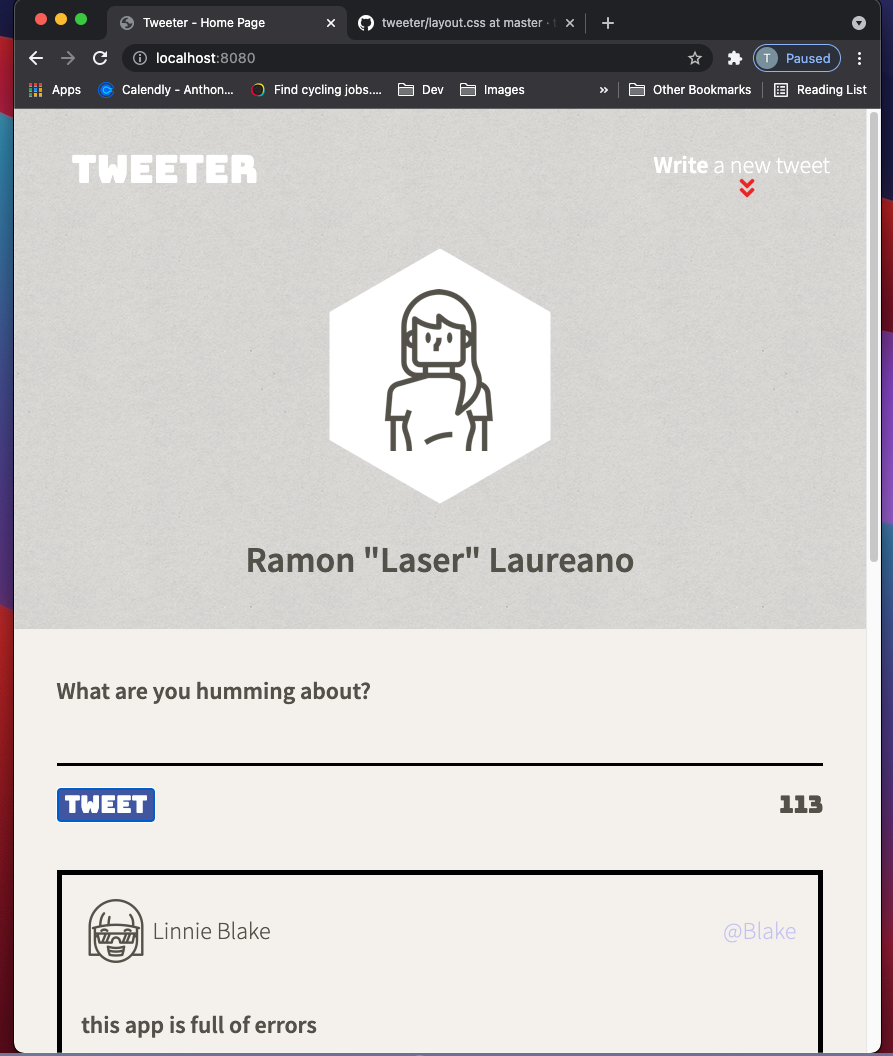 Tweeter - Home Page
tweeter/layout.css at master ·
localhost:8080
T Paused
Apps
Calendly - Anthon...
Find cycling jobs....
Dev
Images
»
Other Bookmarks
Reading List
TWEETER
Write a new tweet
Ramon "Laser" Laureano
What are you humming about?
TWEET
113
Linnie Blake
@Blake
this app is full of errors